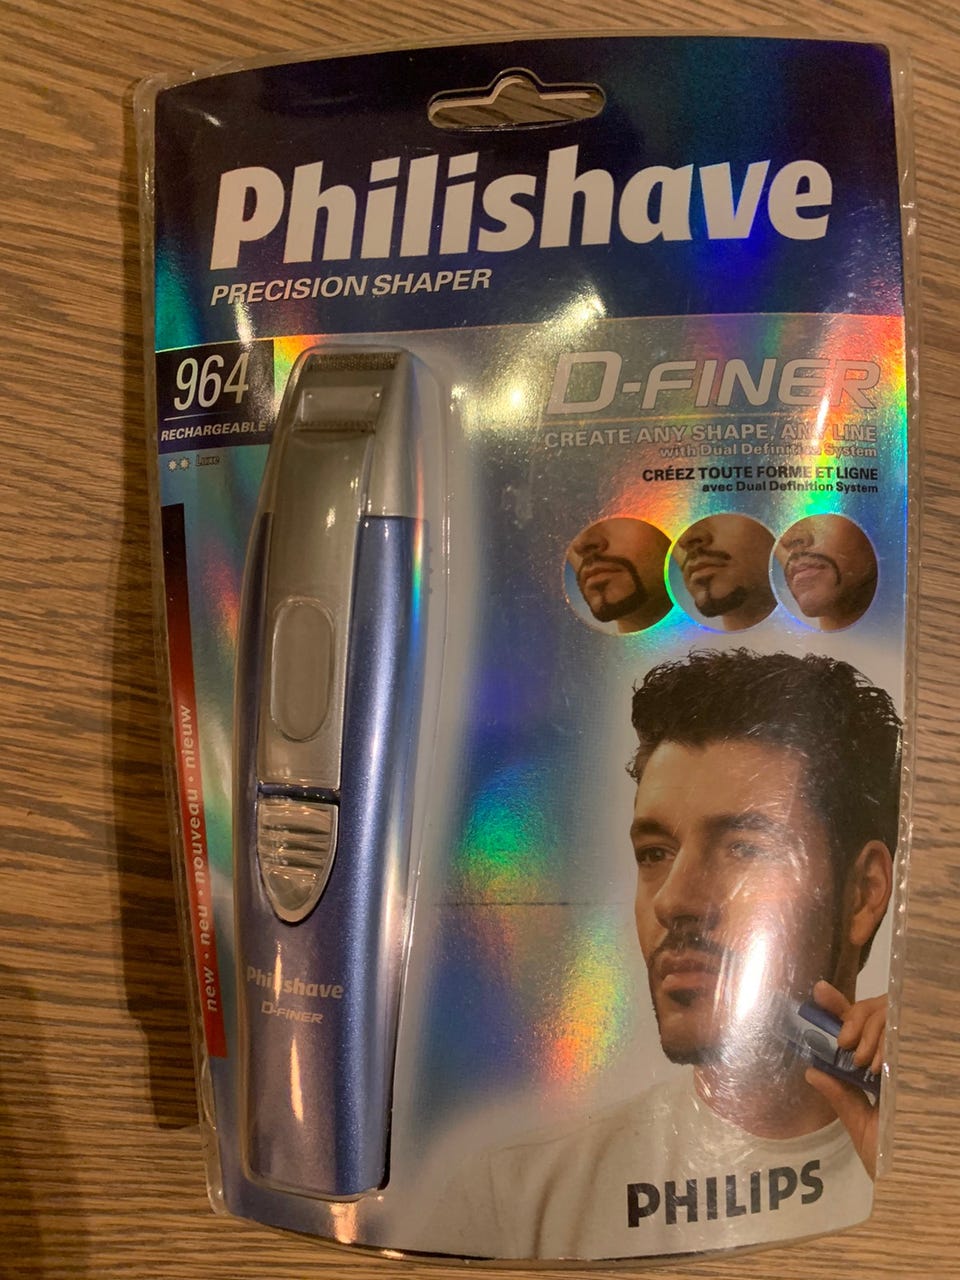 Philishave
PRECISION SHAPER
964
RECHARGEABLE
Luxe
D-FINER
CREATE ANY SHAPE, ANY LINE
with Dual Definition System
CRÉEZ TOUTE FORME ET LIGNE
avec Dual Definition System
new • neu • nouveau • nieuw
Philishave
D-FINER
PHILIPS